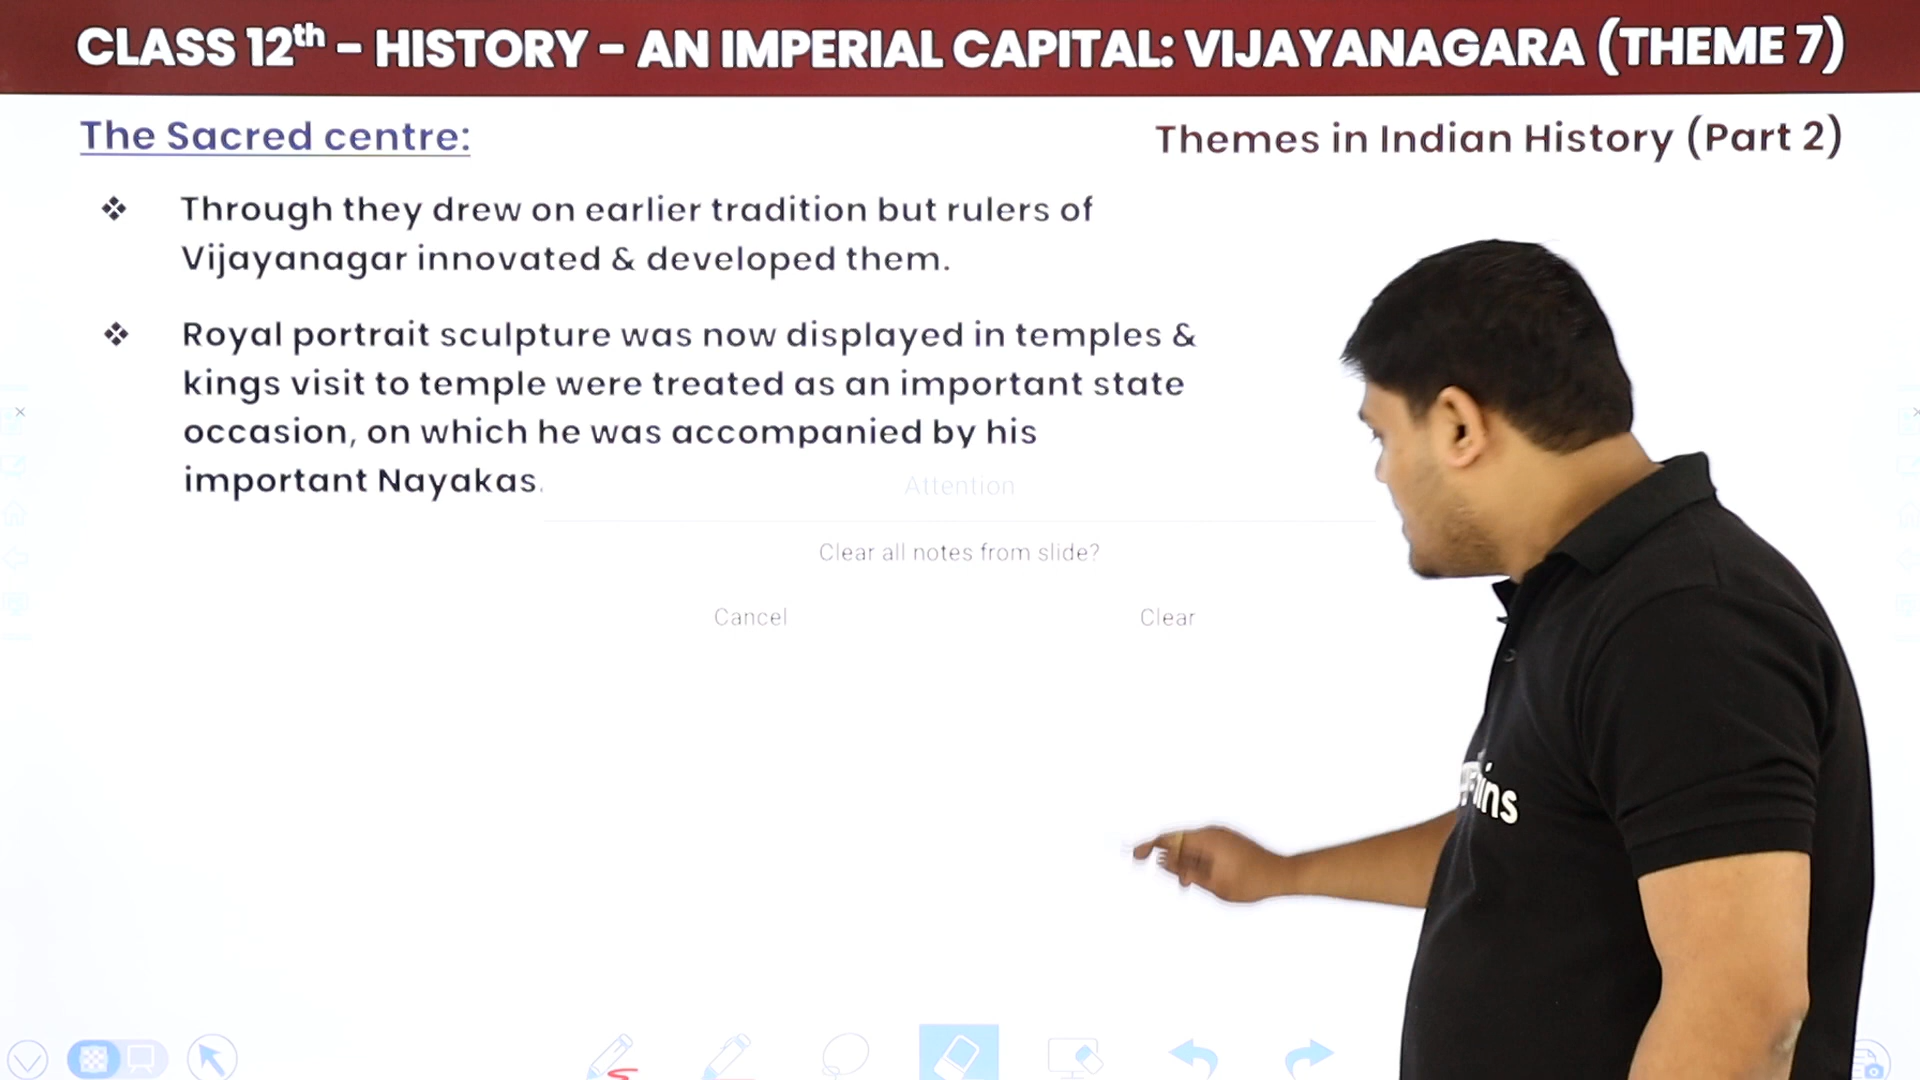 CLASS 12th - HISTORY - AN IMPERIAL CAPITAL: VIJAYANAGARA (THEME 7)
The Sacred centre:
Themes in Indian History (Part 2)
❖ Through they drew on earlier tradition but rulers of
Vijayanagar innovated & developed them.
❖ Royal portrait sculpture was now displayed in temples &
kings visit to temple were treated as an important state
occasion, on which he was accompanied by his
important Nayakas.
Attention
Clear all notes from slide?
Cancel
Clear